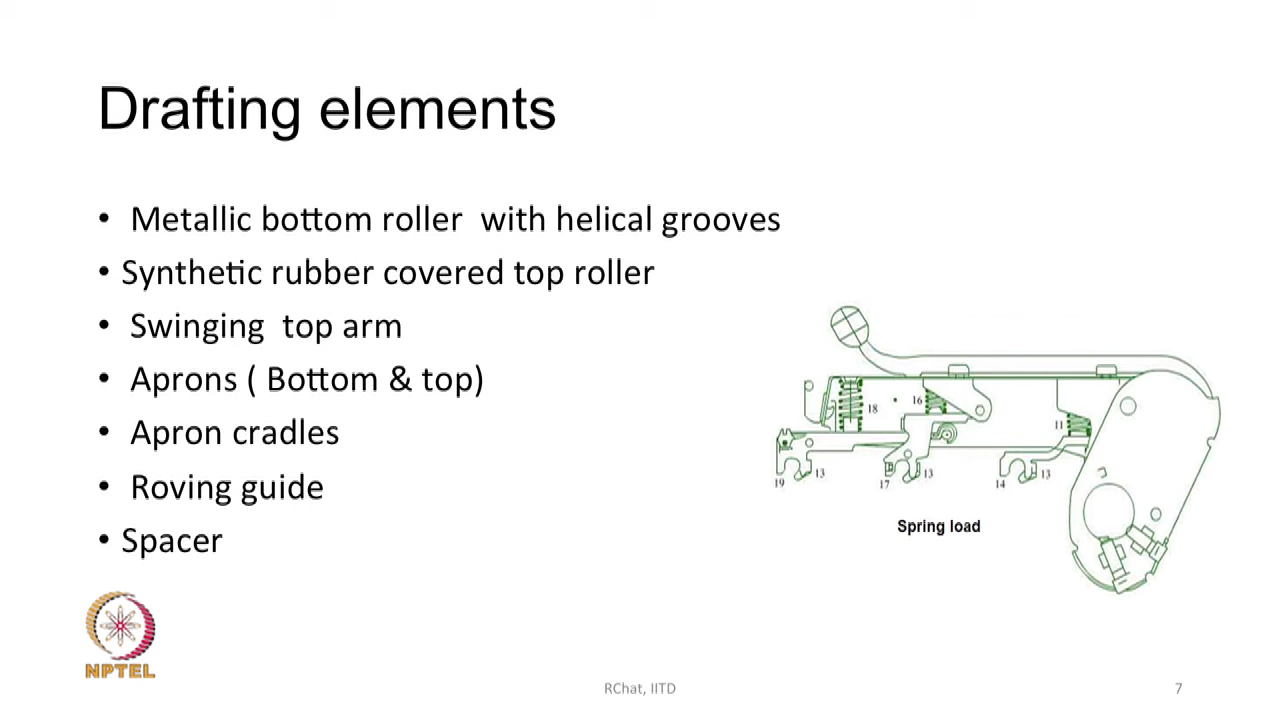 Drafting elements
• Metallic bottom roller with helical grooves
• Synthetic rubber covered top roller
• Swinging top arm
• Aprons ( Bottom & top)
• Apron cradles
• Roving guide
• Spacer
18
16
11
19
13
17
13
14
13
Spring load
NPTEL
RChat, IITD
7